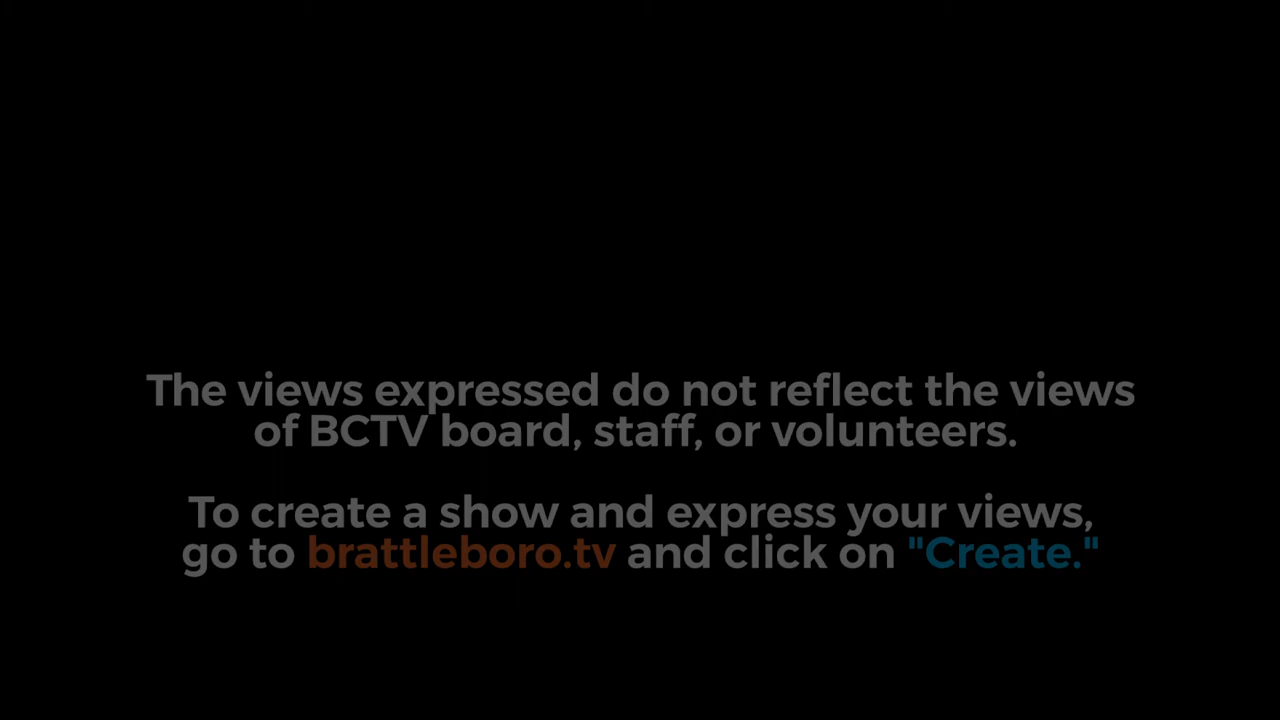 The views expressed do not reflect the views
of BCTV board, staff, or volunteers.
To create a show and express your views,
go to brattleboro.tv and click on "Create."